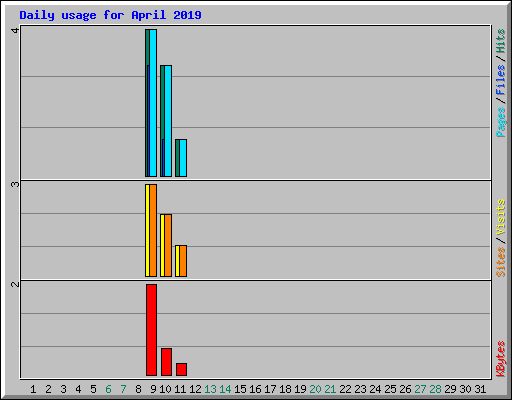 Daily usage for April 2019
4
Pages / Files / Hits
3
Sites / Visits
2
KBytes
1 2 3 4 5 6 7 8 9 10 11 12 13 14 15 16 17 18 19 20 21 22 23 24 25 26 27 28 29 30 31